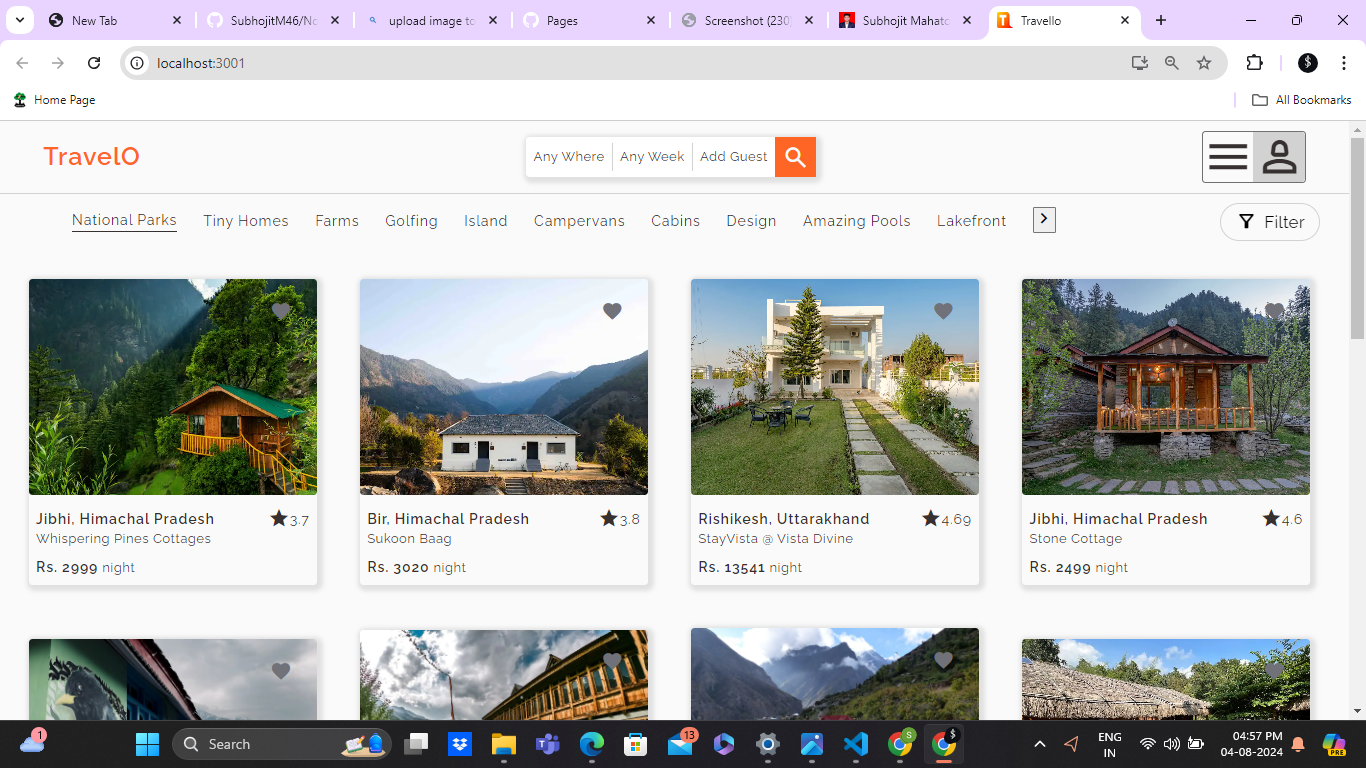 New Tab
SubhojitM46/No
upload image to
Pages
Screenshot (230)
Subhojit Mahato
Travello
localhost:3001
Home Page
All Bookmarks
TravelO
Any Where
Any Week
Add Guest
National Parks
Tiny Homes
Farms
Golfing
Island
Campervans
Cabins
Design
Amazing Pools
Lakefront
Filter
Jibhi, Himachal Pradesh 3.7
Whispering Pines Cottages
Rs. 2999 night
Bir, Himachal Pradesh 3.8
Sukoon Baag
Rs. 3020 night
Rishikesh, Uttarakhand 4.69
StayVista @ Vista Divine
Rs. 13541 night
Jibhi, Himachal Pradesh 4.6
Stone Cottage
Rs. 2499 night
1
Search
13
S
$
ENG
IN
04:57 PM
04-08-2024
PRE